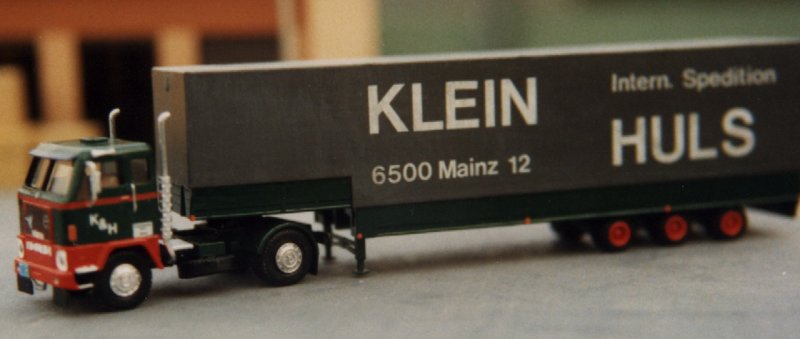 KLEIN
Intern. Spedition
6500 Mainz 12
HULS
K&H